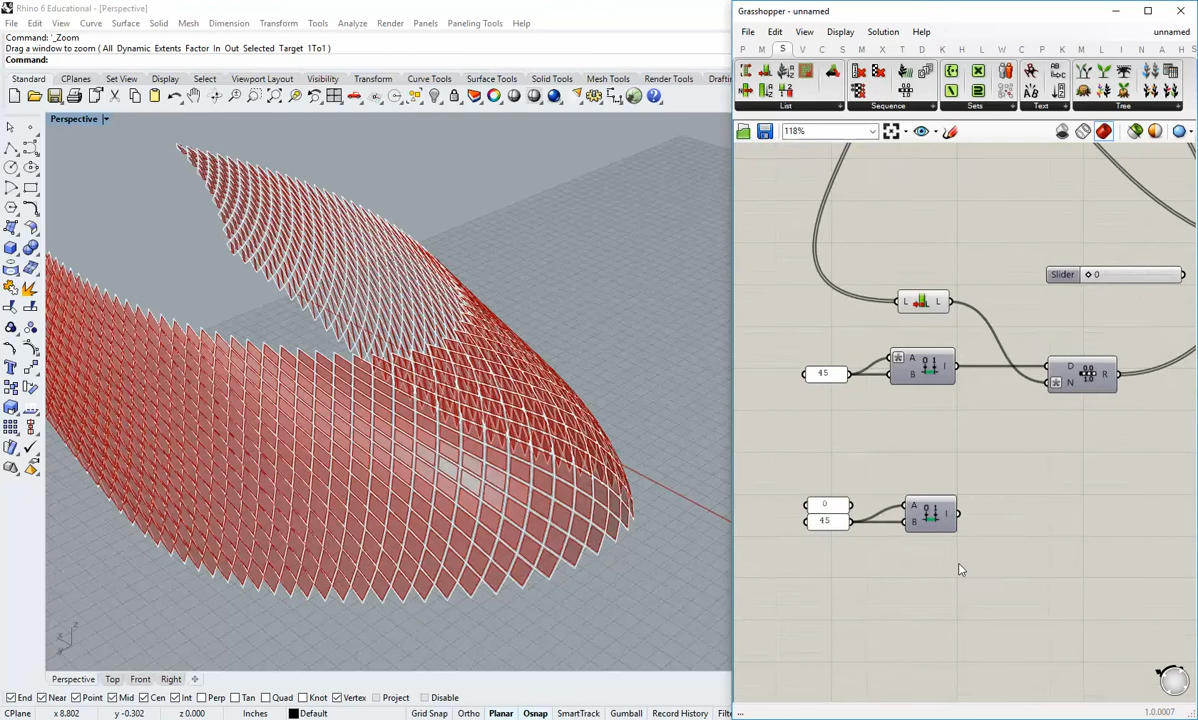 Rhino 6 Educational - [Perspective]
File Edit View Curve Surface Solid Mesh Dimension Transform Tools Analyze Render Panels Paneling Tools Help
Command: '_Zoom
Drag a window to zoom ( All Dynamic Extents Factor In Out Selected Target 1To1 )
Command:
Standard CPlanes Set View Display Select Viewport Layout Visibility Transform Curve Tools Surface Tools Solid Tools Mesh Tools Render Tools Draftin
Perspective
z
x y
Perspective Top Front Right
End Near Point Mid Cen Int Perp Tan Quad Knot Vertex Project Disable
CPlane x 8.802 y -0.302 z 0.000 Inches Default Grid Snap Ortho Planar Osnap SmartTrack Gumball Record History Filte
Grasshopper - unnamed
File Edit View Display Solution Help unnamed
P M S V C S M I T D W L L F U K C P K H S
List Sequence Sets Text Tree
118%
Slider 0
L L
45 A B I
D N R
0
45 A B I
1.0.0007